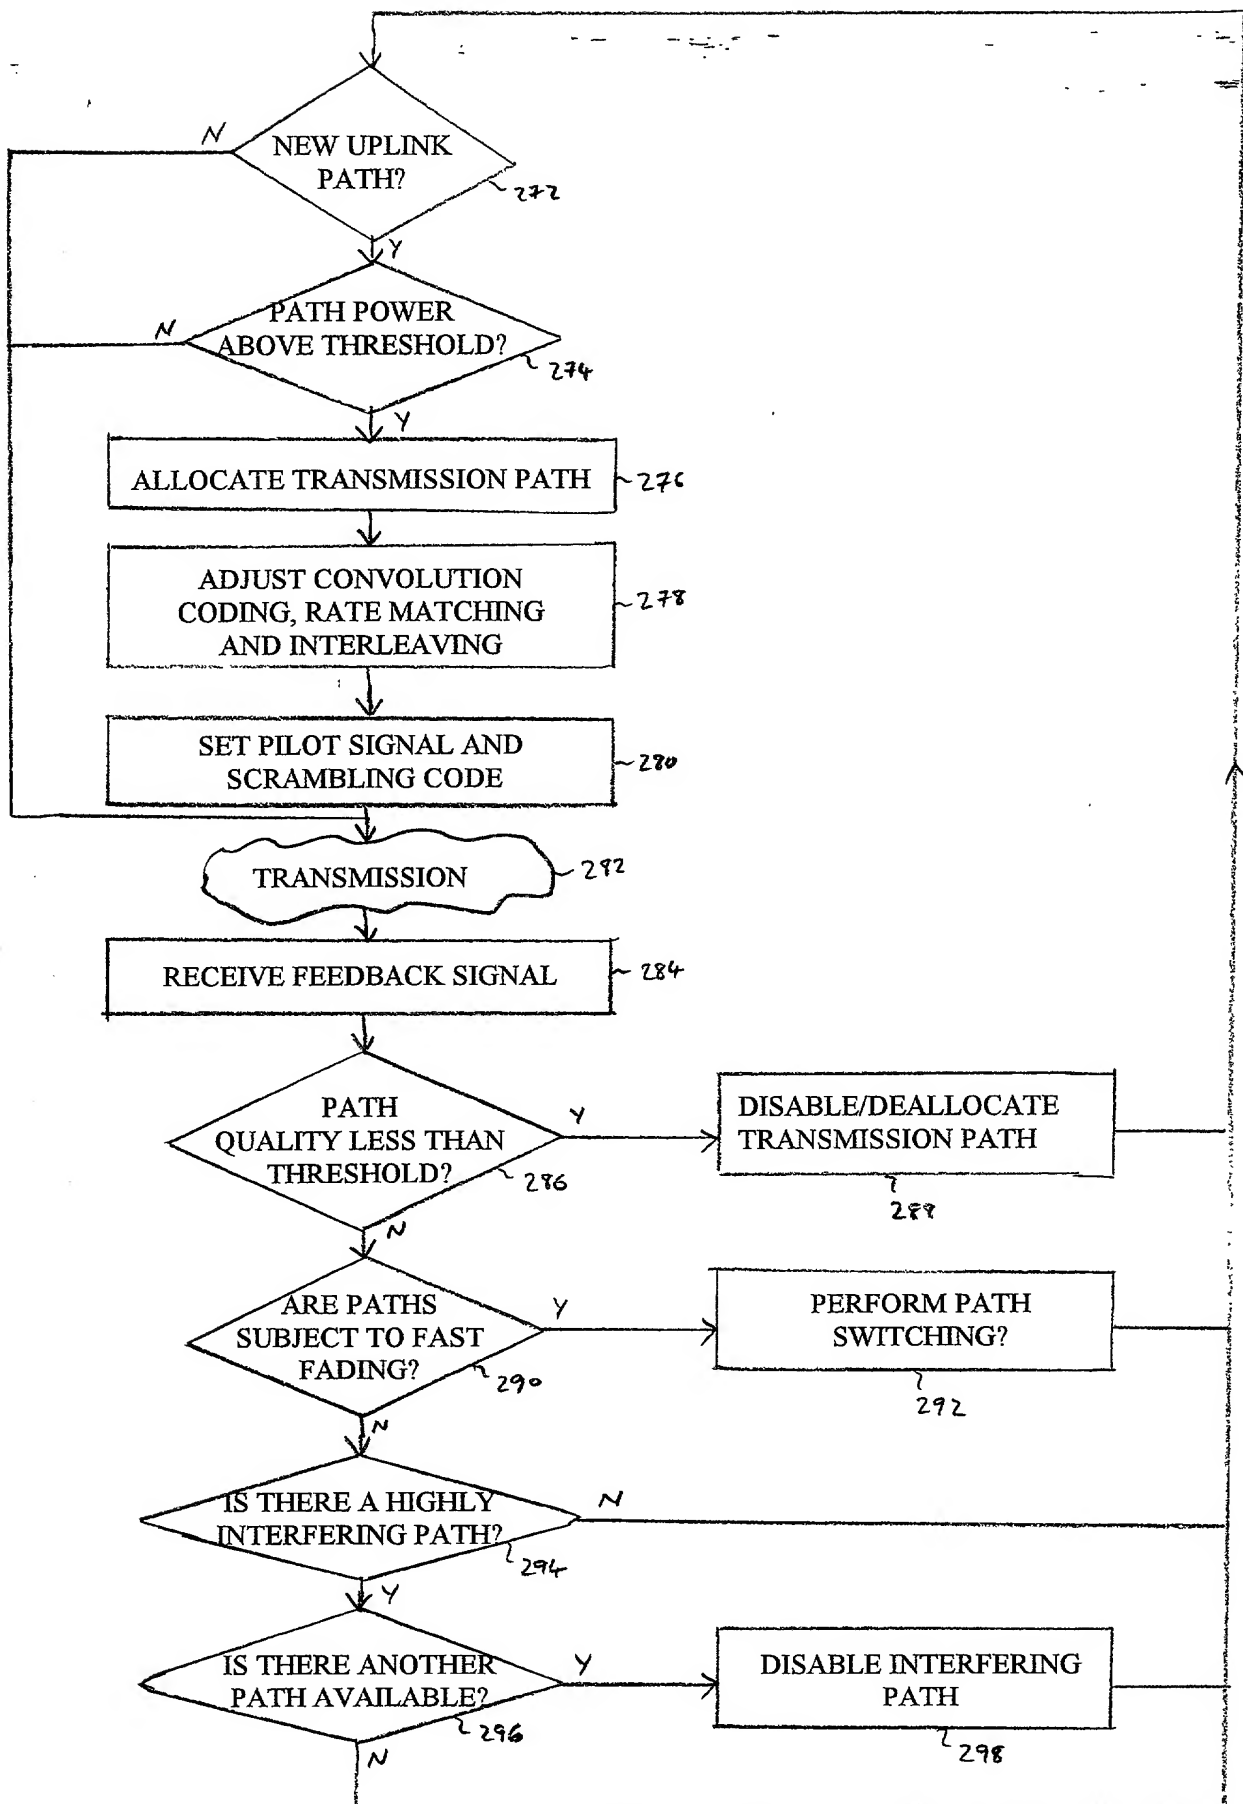 N
NEW UPLINK
PATH?
272
Y
N
PATH POWER
ABOVE THRESHOLD?
274
Y
ALLOCATE TRANSMISSION PATH
276
ADJUST CONVOLUTION
CODING, RATE MATCHING
AND INTERLEAVING
278
SET PILOT SIGNAL AND
SCRAMBLING CODE
280
TRANSMISSION
282
RECEIVE FEEDBACK SIGNAL
284
PATH
QUALITY LESS THAN
THRESHOLD?
286
Y
DISABLE/DEALLOCATE
TRANSMISSION PATH
288
N
ARE PATHS
SUBJECT TO FAST
FADING?
290
Y
PERFORM PATH
SWITCHING?
292
N
IS THERE A HIGHLY
INTERFERING PATH?
294
N
Y
IS THERE ANOTHER
PATH AVAILABLE?
296
Y
DISABLE INTERFERING
PATH
298
N